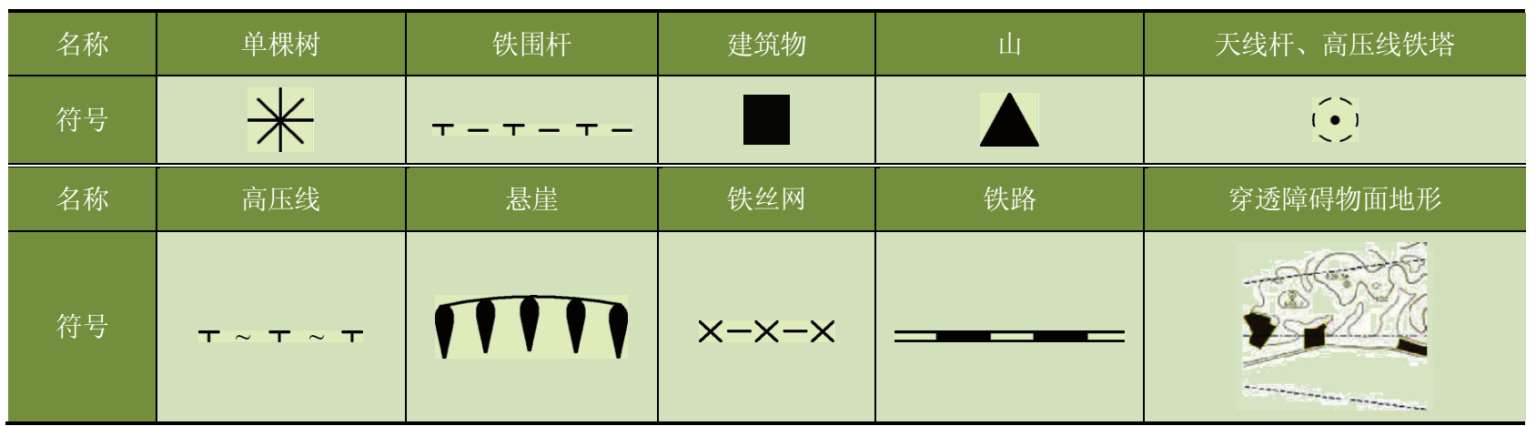 名称 单棵树 铁围杆 建筑物 山 天线杆、高压线铁塔
符号
名称 高压线 悬崖 铁丝网 铁路 穿透障碍物面地形
符号